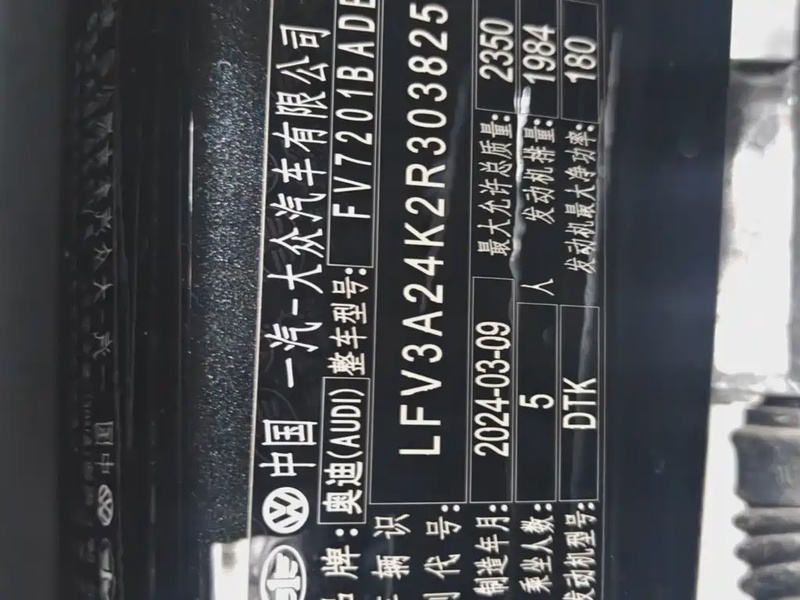 中国 一汽-大众汽车有限公司
品牌: 奥迪(AUDI) 整车型号: FV7201BADB
车辆识别代号: LFV3A24K2R303825
制造年月: 2024-03-09 最大允许总质量: 2350
乘坐人数: 5 人 发动机排量: 1984
发动机型号: DTK 发动机最大净功率: 180